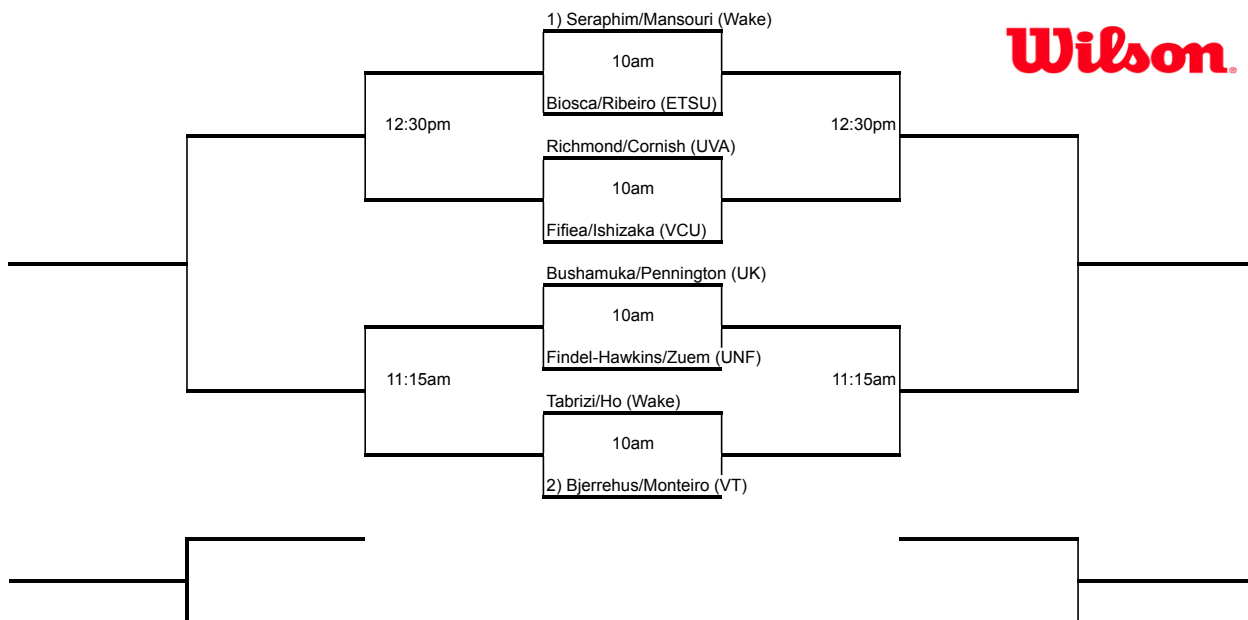 1) Seraphim/Mansouri (Wake)
Wilson
10am
Biosca/Ribeiro (ETSU)
12:30pm
12:30pm
Richmond/Cornish (UVA)
10am
Fifiea/Ishizaka (VCU)
Bushamuka/Pennington (UK)
10am
Findel-Hawkins/Zuem (UNF)
11:15am
11:15am
Tabrizi/Ho (Wake)
10am
2) Bjerrehus/Monteiro (VT)